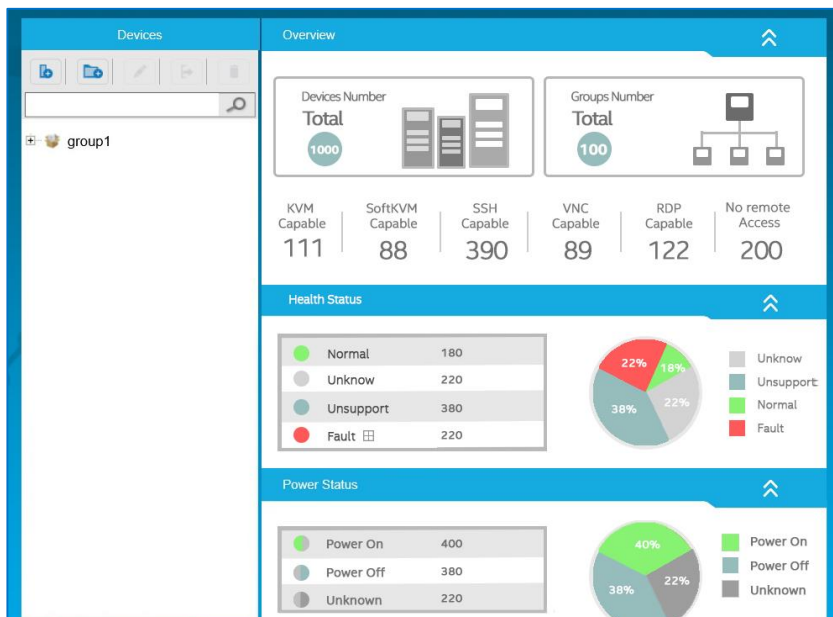 Devices
group1
Overview
Devices Number
Total
1000
Groups Number
Total
100
KVM
Capable
111
SoftKVM
Capable
88
SSH
Capable
390
VNC
Capable
89
RDP
Capable
122
No remote
Access
200
Health Status
Normal 180
Unknow 220
Unsupport 380
Fault 220
22%
18%
38%
22%
Unknow
Unsupport
Normal
Fault
Power Status
Power On 400
Power Off 380
Unknown 220
40%
38%
22%
Power On
Power Off
Unknown